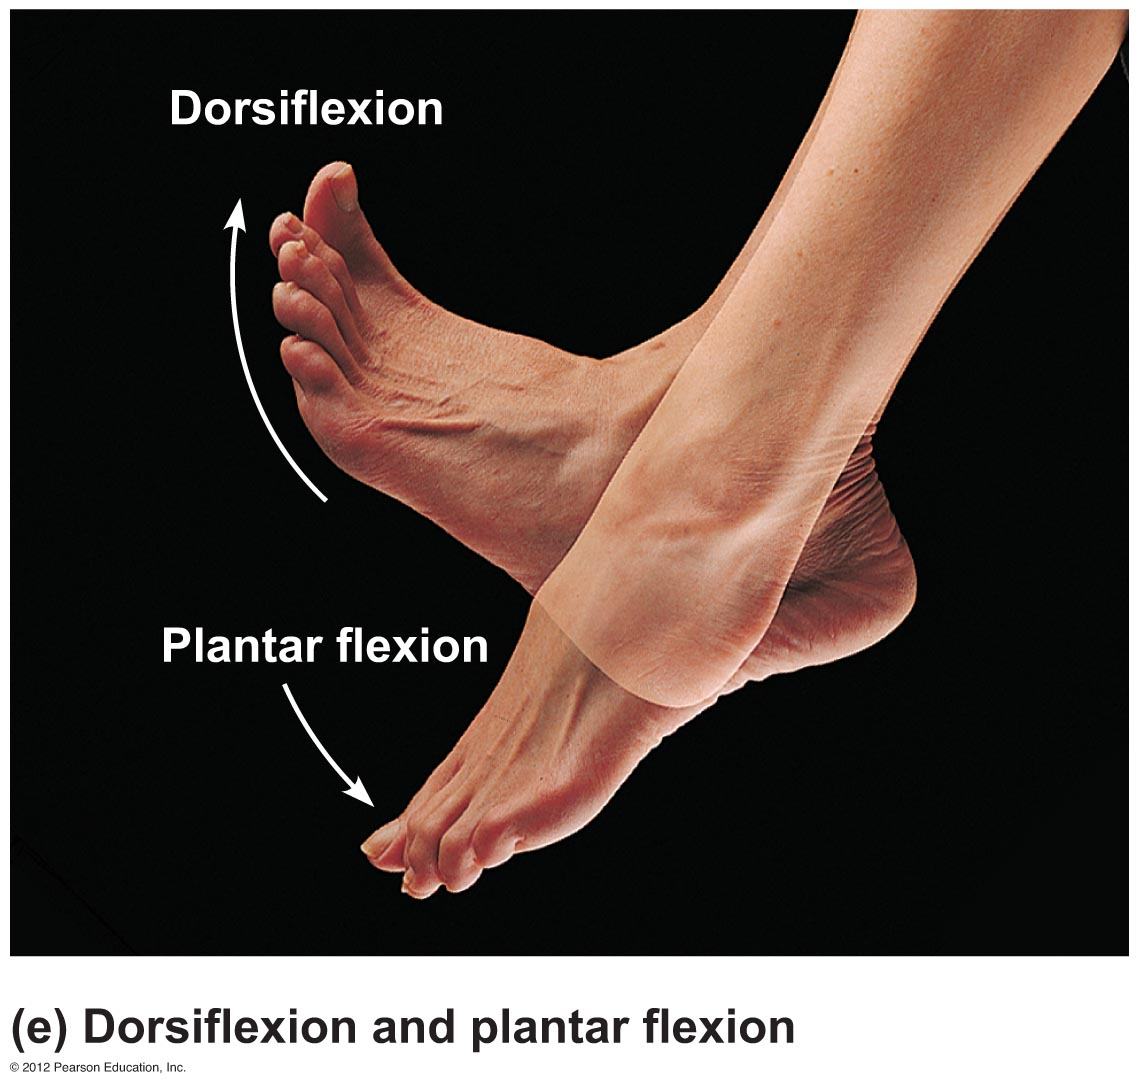 Dorsiflexion
Plantar flexion
(e) Dorsiflexion and plantar flexion
© 2012 Pearson Education, Inc.